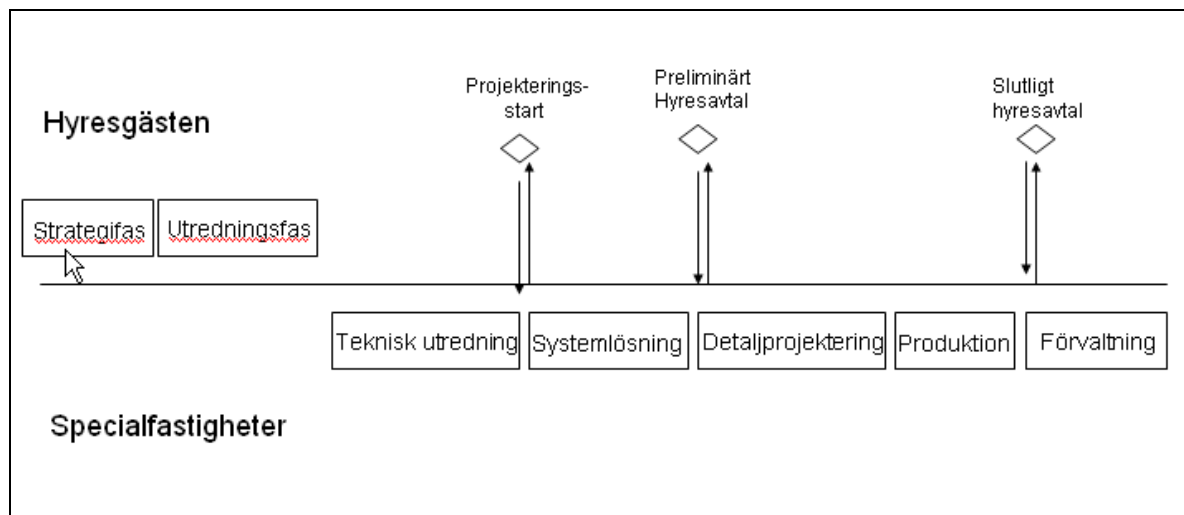 Hyresgästen
Projekterings-
start
Preliminärt
Hyresavtal
Slutligt
hyresavtal
Strategifas
Utredningsfas
Teknisk utredning
Systemlösning
Detaljprojektering
Produktion
Förvaltning
Specialfastigheter